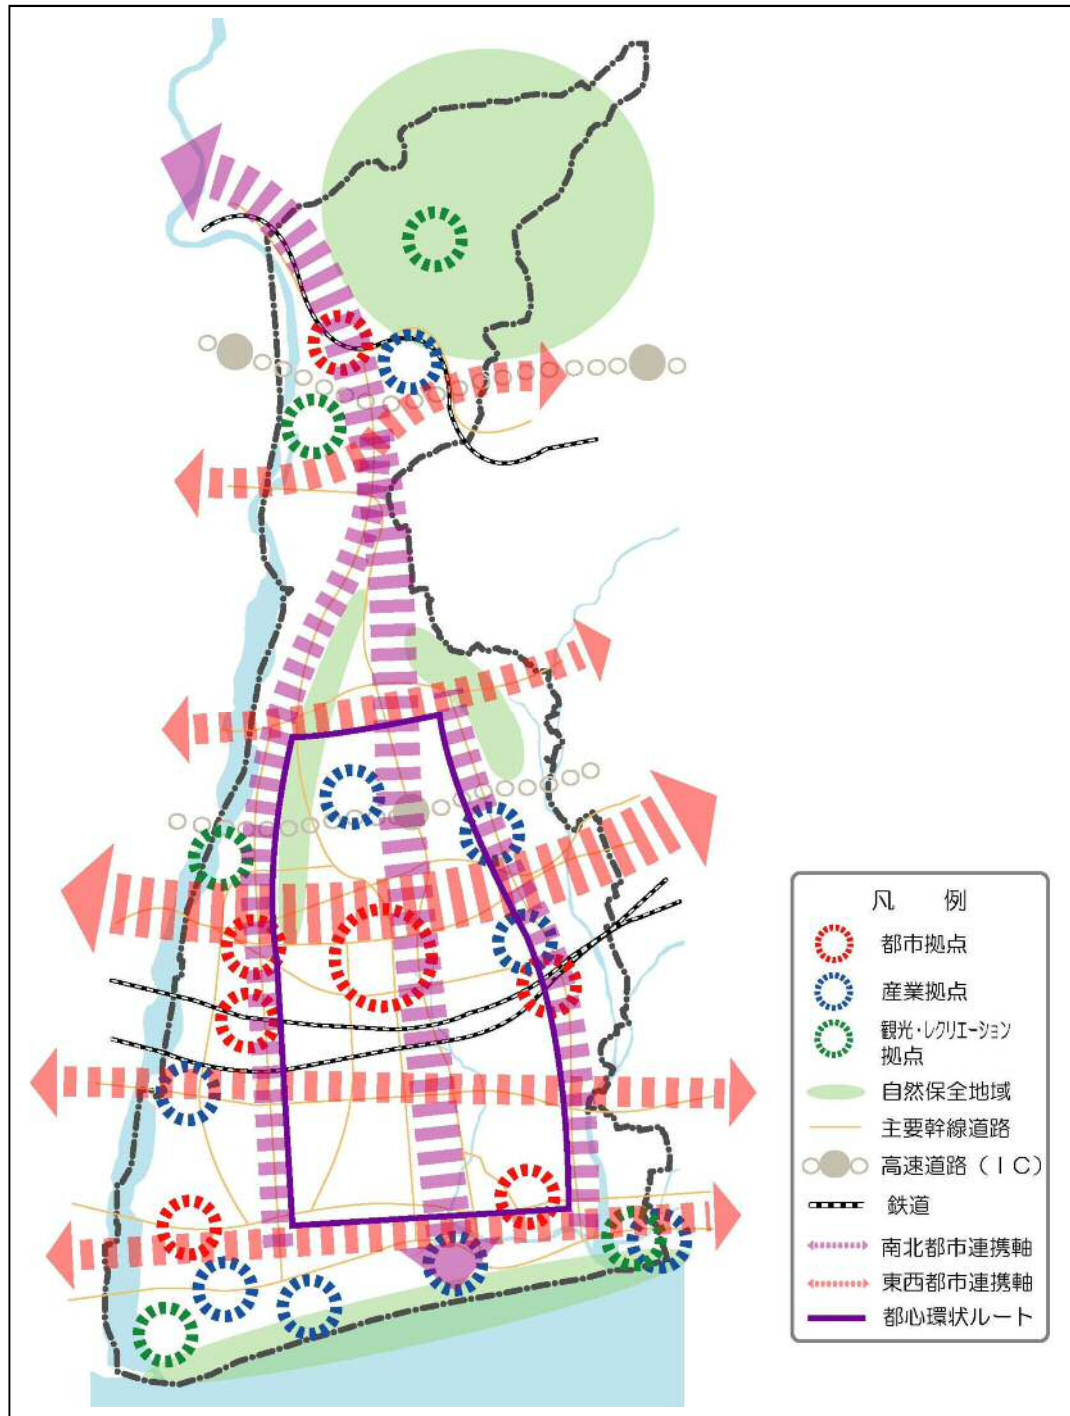 凡　例
都市拠点
産業拠点
観光・レクリエーション
拠点
自然保全地域
主要幹線道路
高速道路（ＩＣ）
鉄道
南北都市連携軸
東西都市連携軸
都心環状ルート